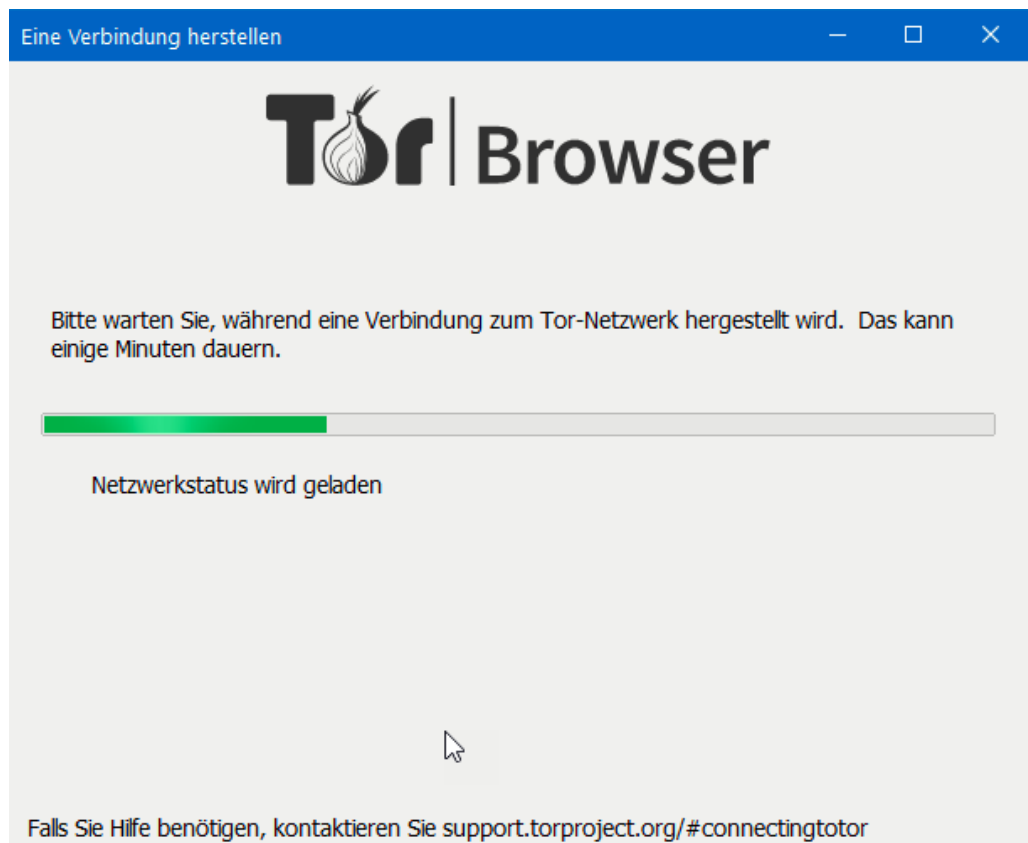 Eine Verbindung herstellen
Tor Browser
Bitte warten Sie, während eine Verbindung zum Tor-Netzwerk hergestellt wird.  Das kann
einige Minuten dauern.
Netzwerkstatus wird geladen
Falls Sie Hilfe benötigen, kontaktieren Sie support.torproject.org/#connectingtotor